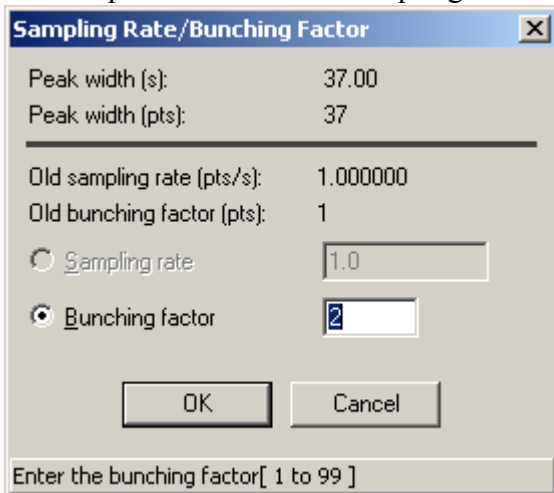 Sampling Rate/Bunching Factor
Peak width (s): 37.00
Peak width (pts): 37
Old sampling rate (pts/s): 1.000000
Old bunching factor (pts): 1
Sampling rate 1.0
Bunching factor 2
OK Cancel
Enter the bunching factor[ 1 to 99 ]